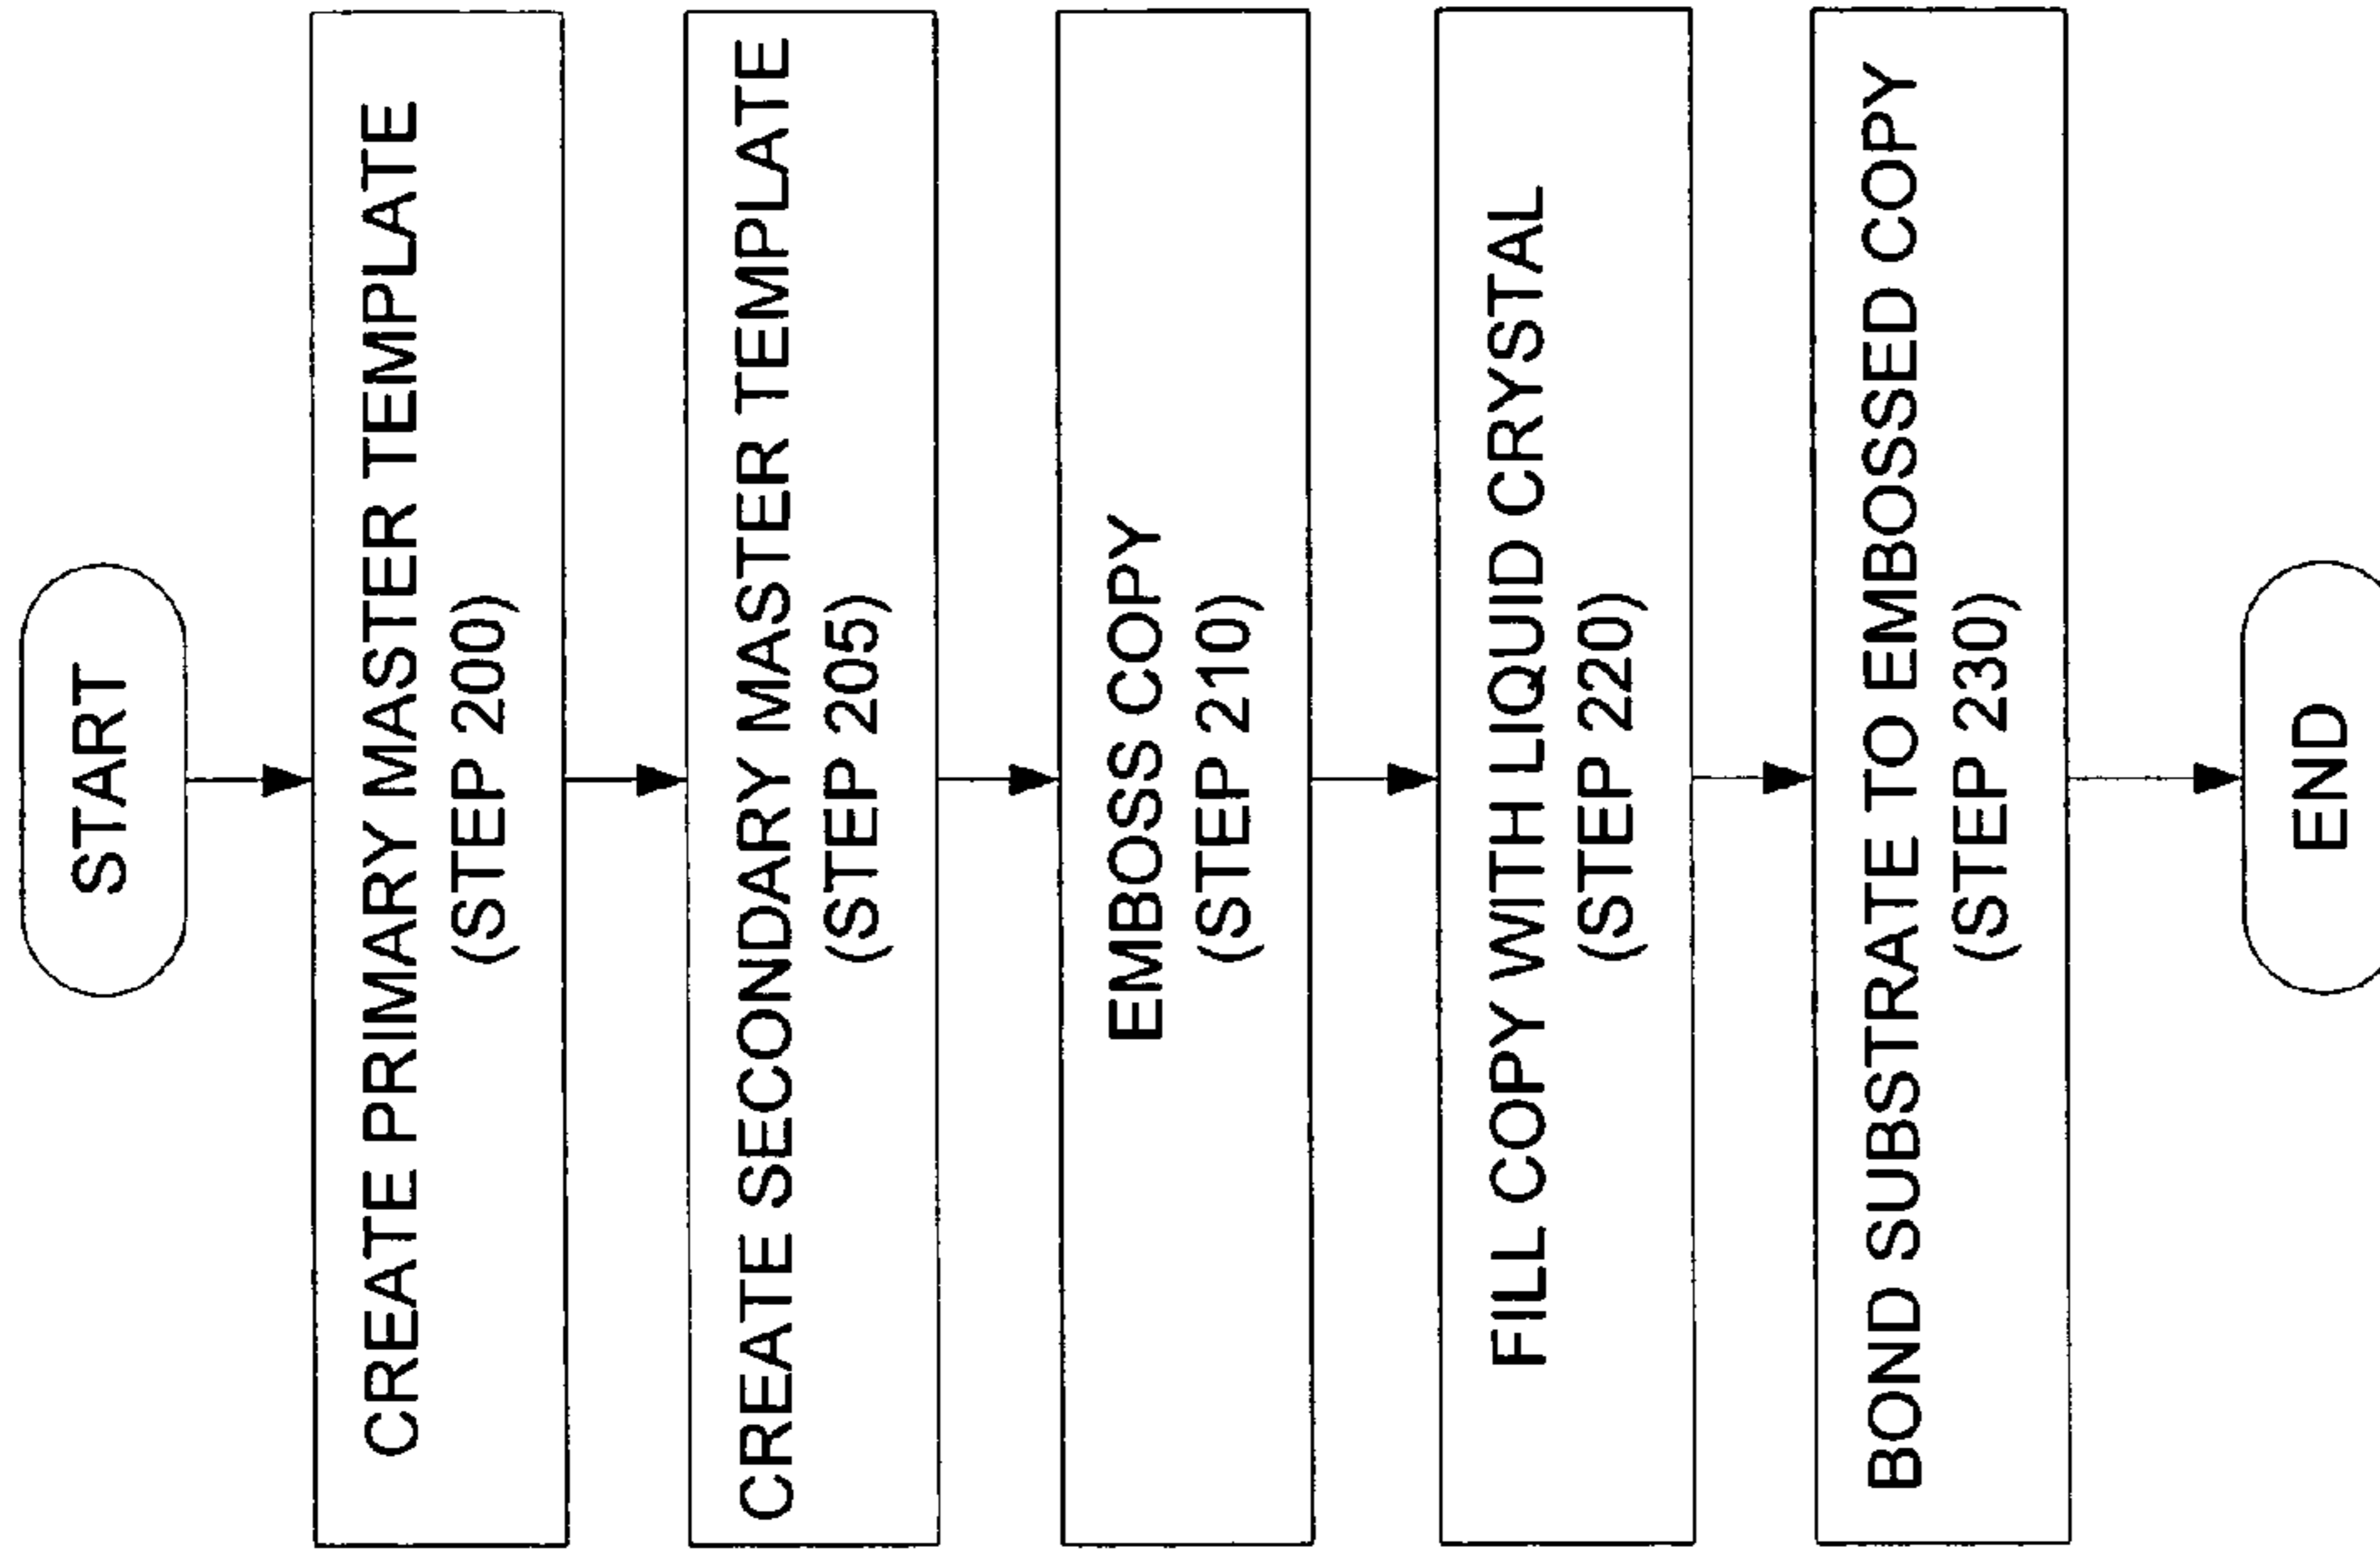 START
CREATE PRIMARY MASTER TEMPLATE
(STEP 200)
CREATE SECONDARY MASTER TEMPLATE
(STEP 205)
EMBOSS COPY
(STEP 210)
FILL COPY WITH LIQUID CRYSTAL
(STEP 220)
BOND SUBSTRATE TO EMBOSSED COPY
(STEP 230)
END